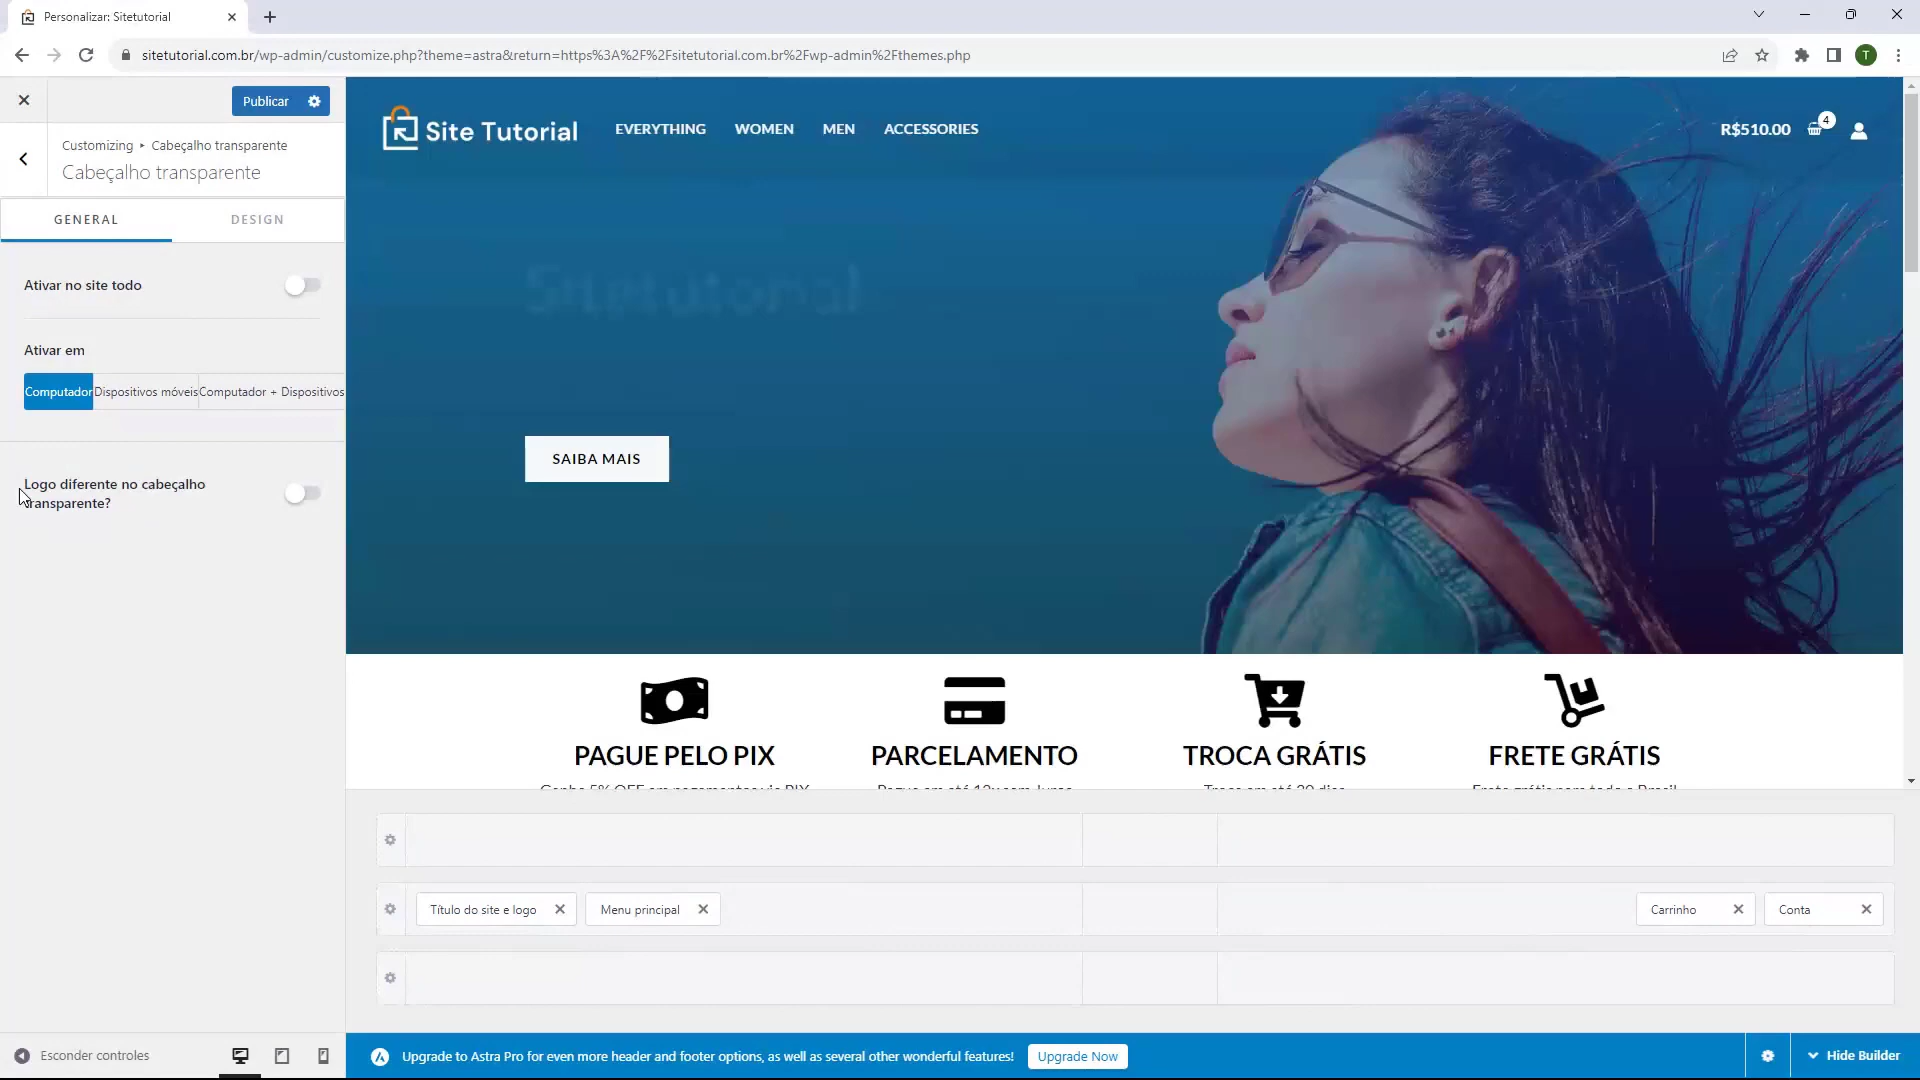 Personalizar: Sitetutorial
sitetutorial.com.br/wp-admin/customize.php?theme=astra&return=https%3A%2F%2Fsitetutorial.com.br%2Fwp-admin%2Fthemes.php
T
Publicar
Customizing ▸ Cabeçalho transparente
Cabeçalho transparente
GENERAL DESIGN
Ativar no site todo
Ativar em
Computador Dispositivos móveis Computador + Dispositivos
Logo diferente no cabeçalho
transparente?
Site Tutorial EVERYTHING WOMEN MEN ACCESSORIES R$510.00 4
Sitetutorial
SAIBA MAIS
PAGUE PELO PIX PARCELAMENTO TROCA GRÁTIS FRETE GRÁTIS
Título do site e logo Menu principal Carrinho Conta
Esconder controles
Upgrade to Astra Pro for even more header and footer options, as well as several other wonderful features! Upgrade Now Hide Builder